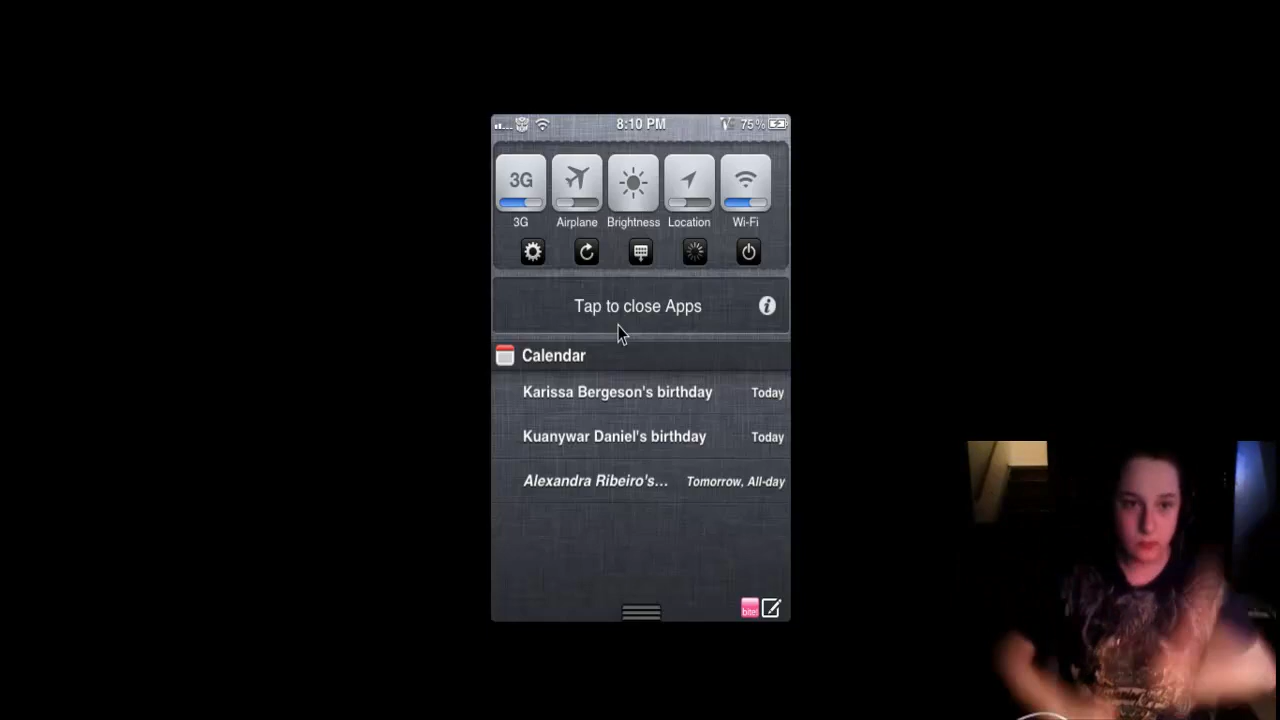 8:10 PM 75%
3G
3G Airplane Brightness Location Wi-Fi
Tap to close Apps
Calendar
Karissa Bergeson's birthday Today
Kuanywar Daniel's birthday Today
Alexandra Ribeiro's... Tomorrow, All-day
bite